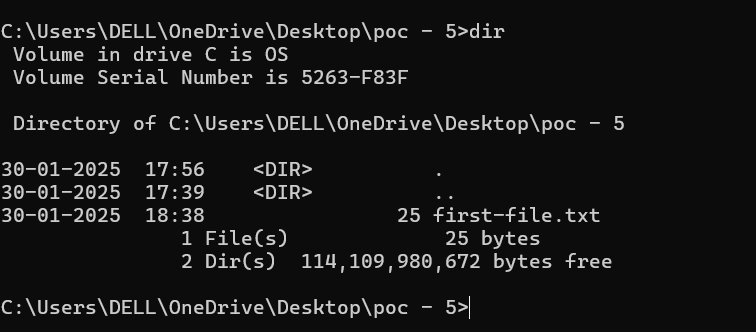 C:\Users\DELL\OneDrive\Desktop\poc - 5>dir
 Volume in drive C is OS
 Volume Serial Number is 5263-F83F

 Directory of C:\Users\DELL\OneDrive\Desktop\poc - 5

30-01-2025  17:56    <DIR>          .
30-01-2025  17:39    <DIR>          ..
30-01-2025  18:38                25 first-file.txt
               1 File(s)             25 bytes
               2 Dir(s)  114,109,980,672 bytes free

C:\Users\DELL\OneDrive\Desktop\poc - 5>